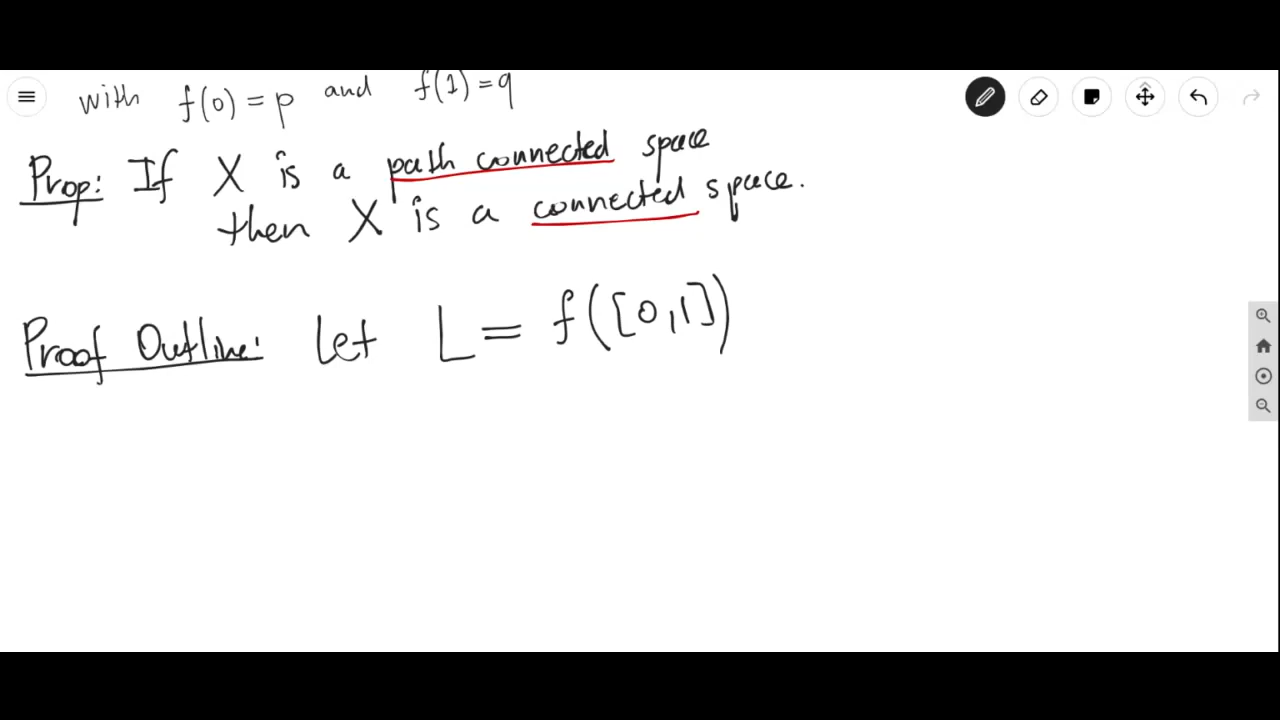 with f(0) = p and f(1) = q
Prop: If X is a path connected space
then X is a connected space.
Proof Outline: Let L = f([0,1])